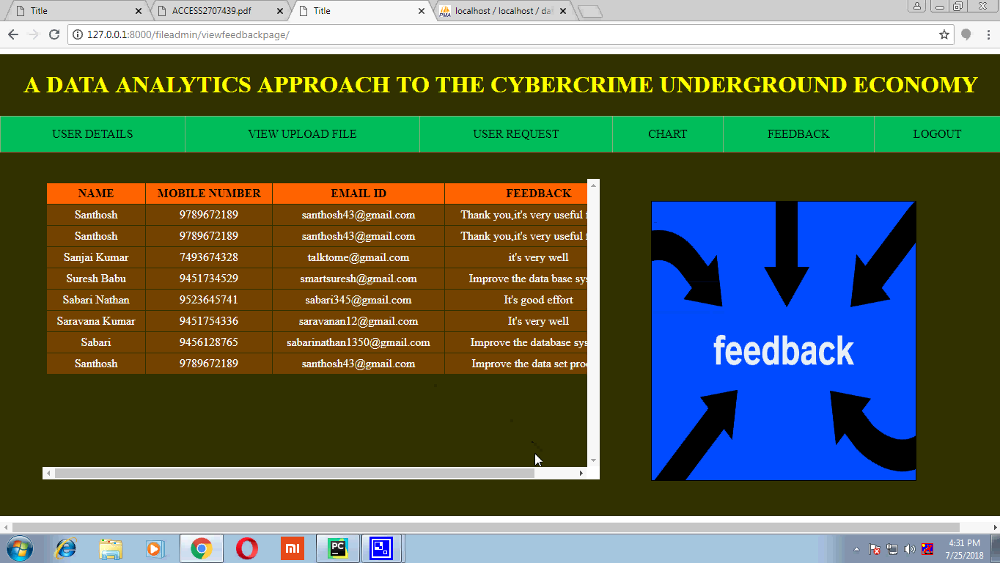 Title
ACCESS2707439.pdf
Title
localhost / localhost / da
127.0.0.1:8000/fileadmin/viewfeedbackpage/
A DATA ANALYTICS APPROACH TO THE CYBERCRIME UNDERGROUND ECONOMY
USER DETAILS VIEW UPLOAD FILE USER REQUEST CHART FEEDBACK LOGOUT
NAME MOBILE NUMBER EMAIL ID FEEDBACK
Santhosh 9789672189 santhosh43@gmail.com Thank you,it's very useful
Santhosh 9789672189 santhosh43@gmail.com Thank you,it's very useful
Sanjai Kumar 7493674328 talktome@gmail.com it's very well
Suresh Babu 9451734529 smartsuresh@gmail.com Improve the data base sys
Sabari Nathan 9523645741 sabari345@gmail.com It's good effort
Saravana Kumar 9451754336 saravanan12@gmail.com It's very well
Sabari 9456128765 sabarinathan1350@gmail.com Improve the database sys
Santhosh 9789672189 santhosh43@gmail.com Improve the data set pro
feedback
PMA
mi
PC
4:31 PM
7/25/2018